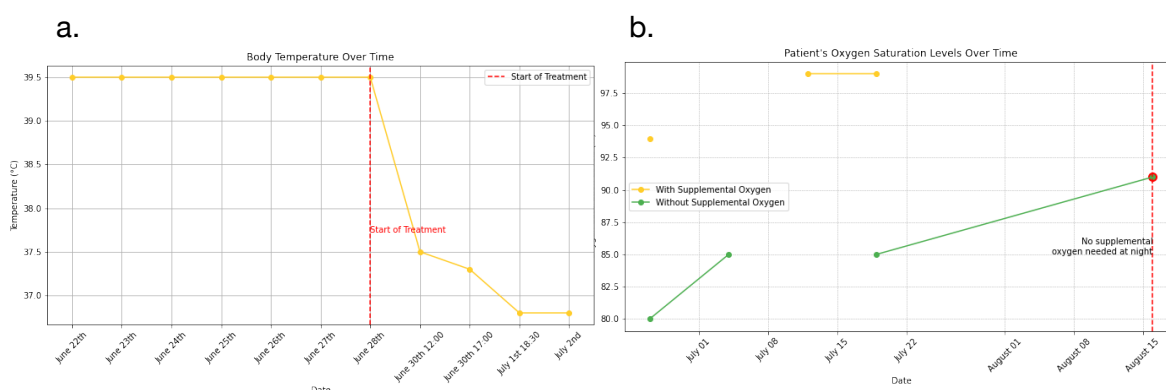 a.
Body Temperature Over Time
39.5
39.0
38.5
38.0
37.5
37.0
Temperature (°C)
Start of Treatment
Start of Treatment
June 22th
June 23th
June 24th
June 25th
June 26th
June 27th
June 28th
June 30th 12:00
June 30th 17:00
July 1st 18.30
July 2nd
Date
b.
Patient's Oxygen Saturation Levels Over Time
97.5
95.0
92.5
90.0
87.5
85.0
82.5
80.0
With Supplemental Oxygen
Without Supplemental Oxygen
No supplemental
oxygen needed at night
July 01
July 08
July 15
July 22
August 01
August 08
August 15
Date